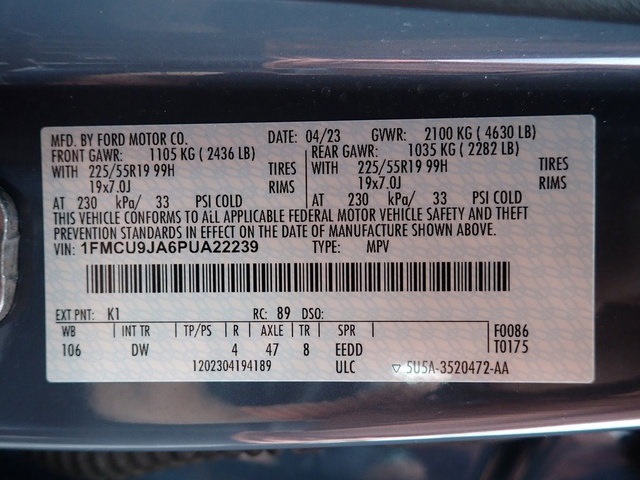 MFD. BY FORD MOTOR CO. DATE: 04/23 GVWR: 2100 KG ( 4630 LB)
FRONT GAWR: 1105 KG ( 2436 LB) REAR GAWR: 1035 KG ( 2282 LB)
WITH 225/55R19 99H TIRES WITH 225/55R19 99H TIRES
19x7.0J RIMS 19x7.0J RIMS
AT 230 kPa/ 33 PSI COLD AT 230 kPa/ 33 PSI COLD
THIS VEHICLE CONFORMS TO ALL APPLICABLE FEDERAL MOTOR VEHICLE SAFETY AND THEFT
PREVENTION STANDARDS IN EFFECT ON THE DATE OF MANUFACTURE SHOWN ABOVE.
VIN: 1FMCU9JA6PUA22239 TYPE: MPV
EXT PNT: K1 RC: 89 DSO:
WB INT TR TP/PS R AXLE TR SPR F0086
106 DW 4 47 8 EEDD T0175
1202304194189 ULC ▽ 5U5A-3520472-AA